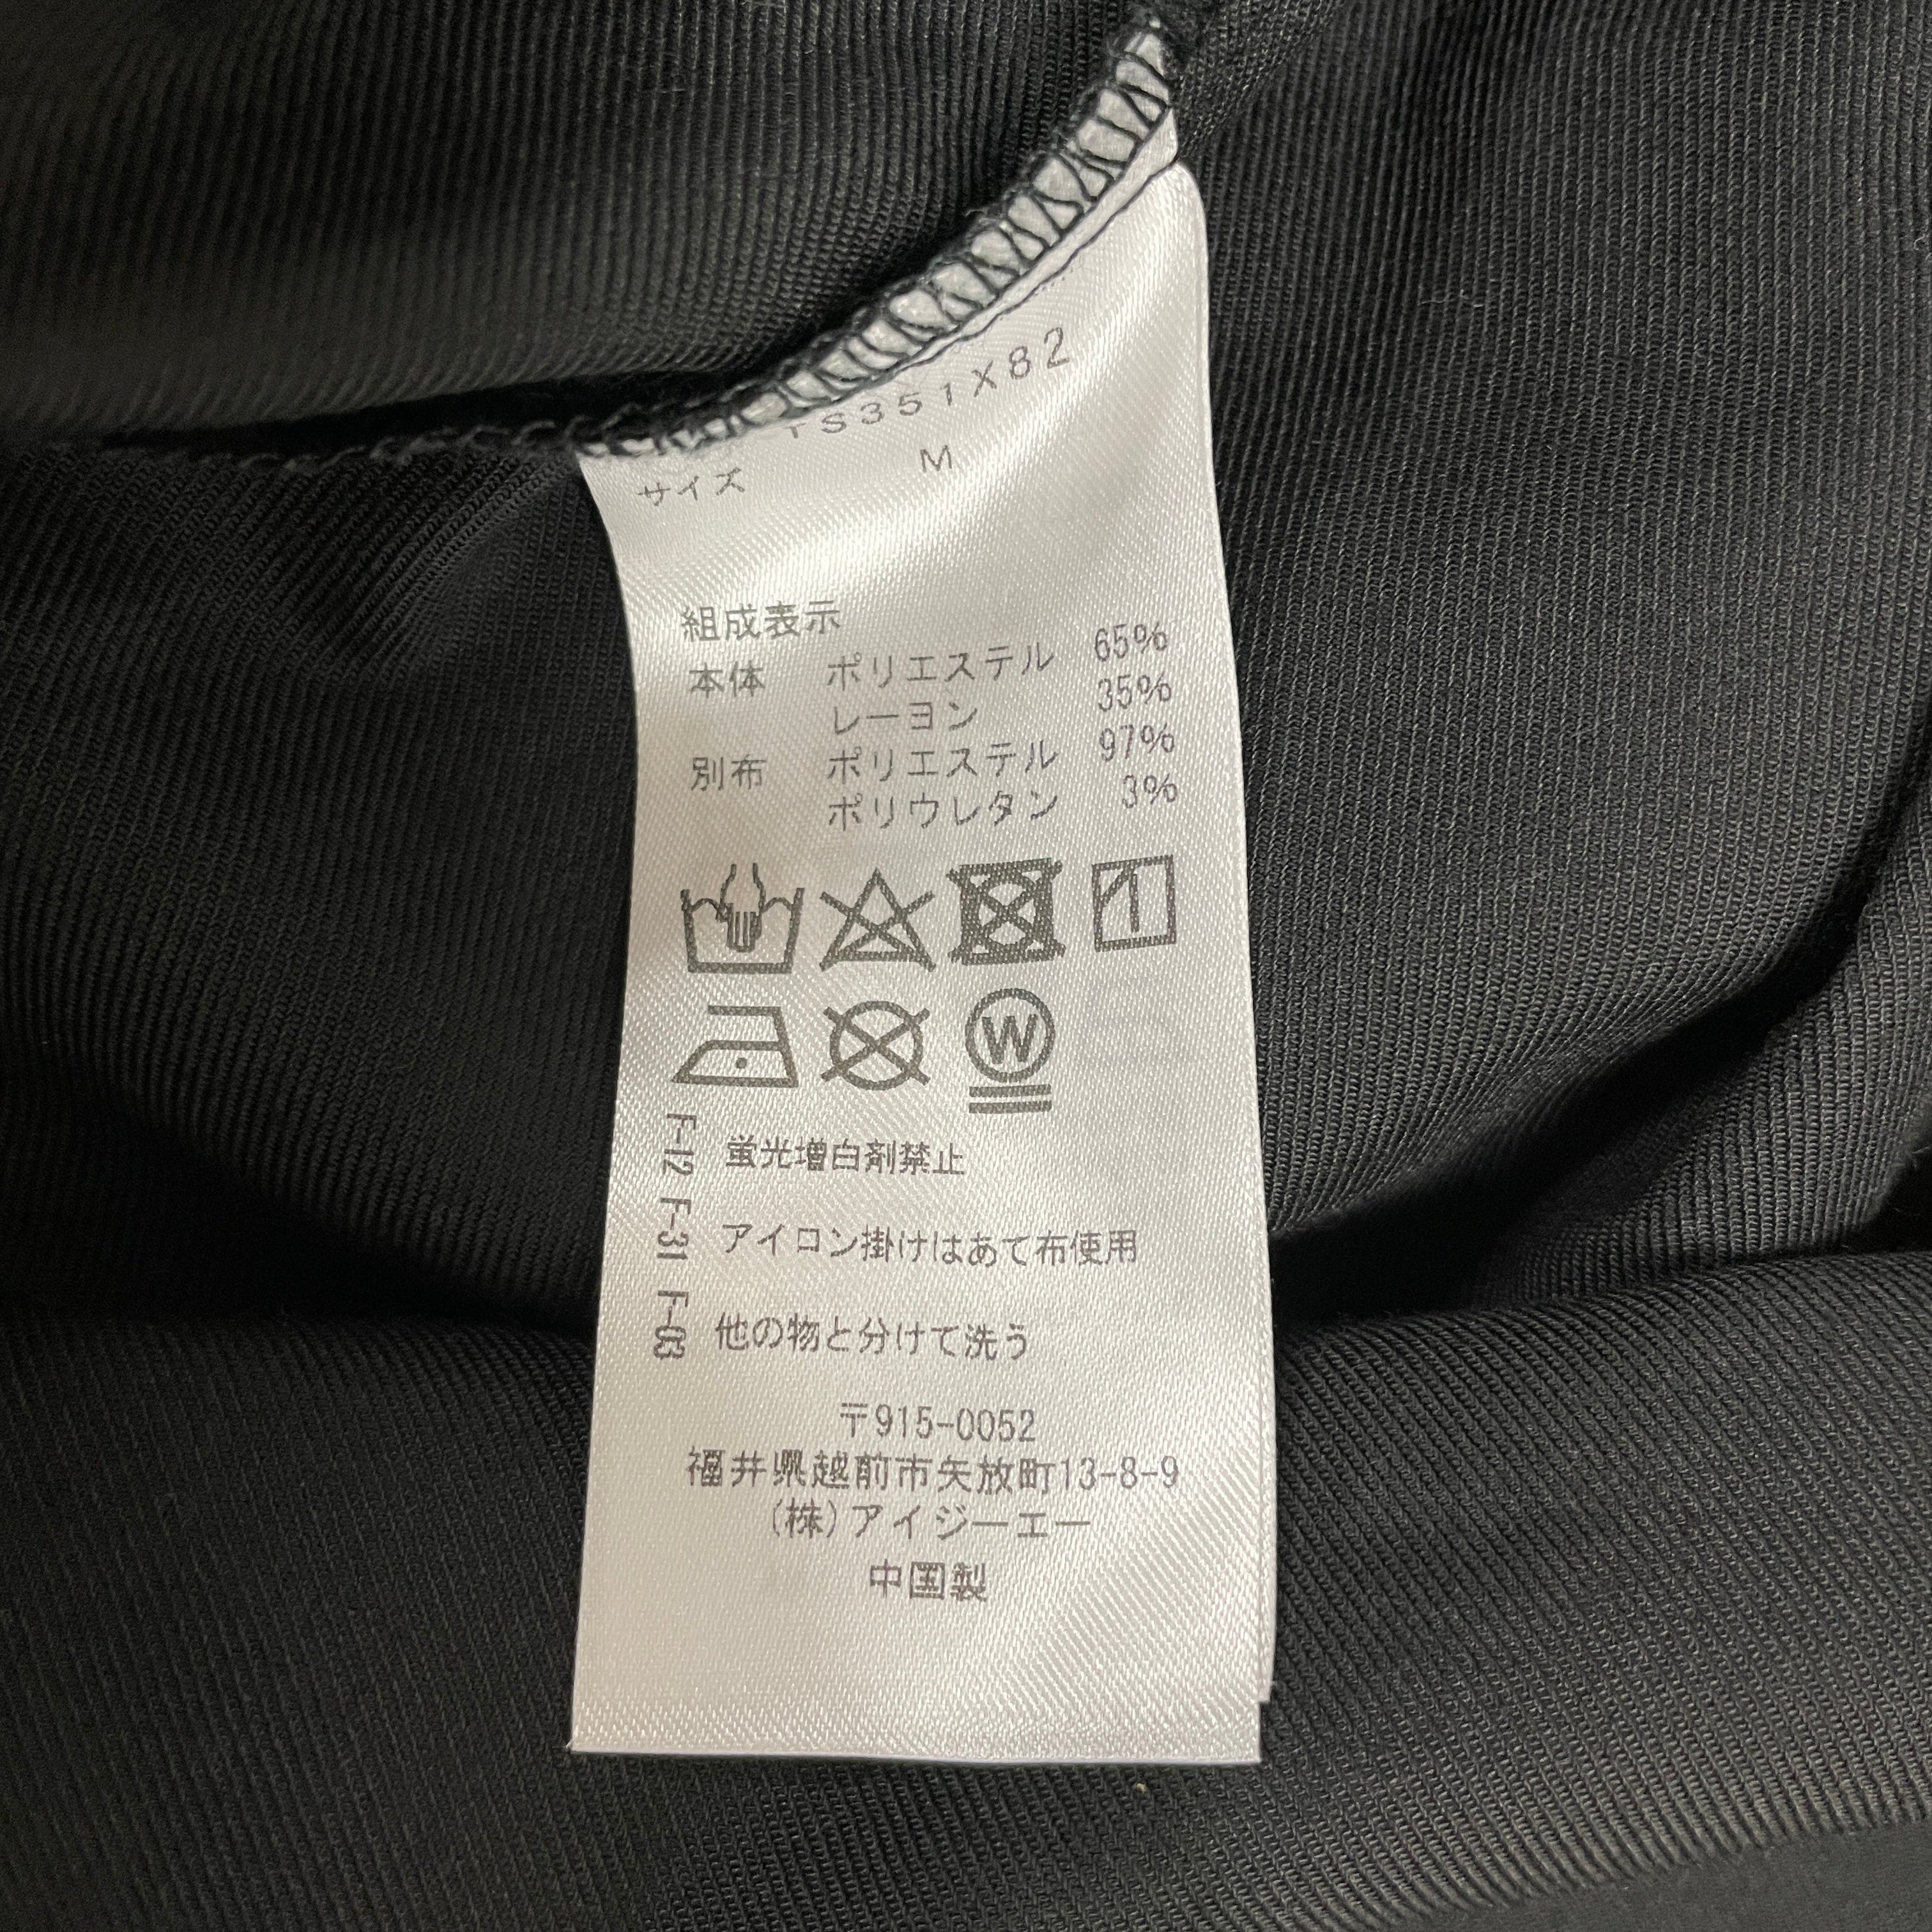 TS351X82
サイズ M
組成表示
本体 ポリエステル 65%
レーヨン 35%
別布 ポリエステル 97%
ポリウレタン 3%
W
F-12 蛍光増白剤禁止
F-31 アイロン掛けはあて布使用
F-03 他の物と分けて洗う
〒915-0052
福井県越前市矢放町13-8-9
(株)アイジーエー
中国製